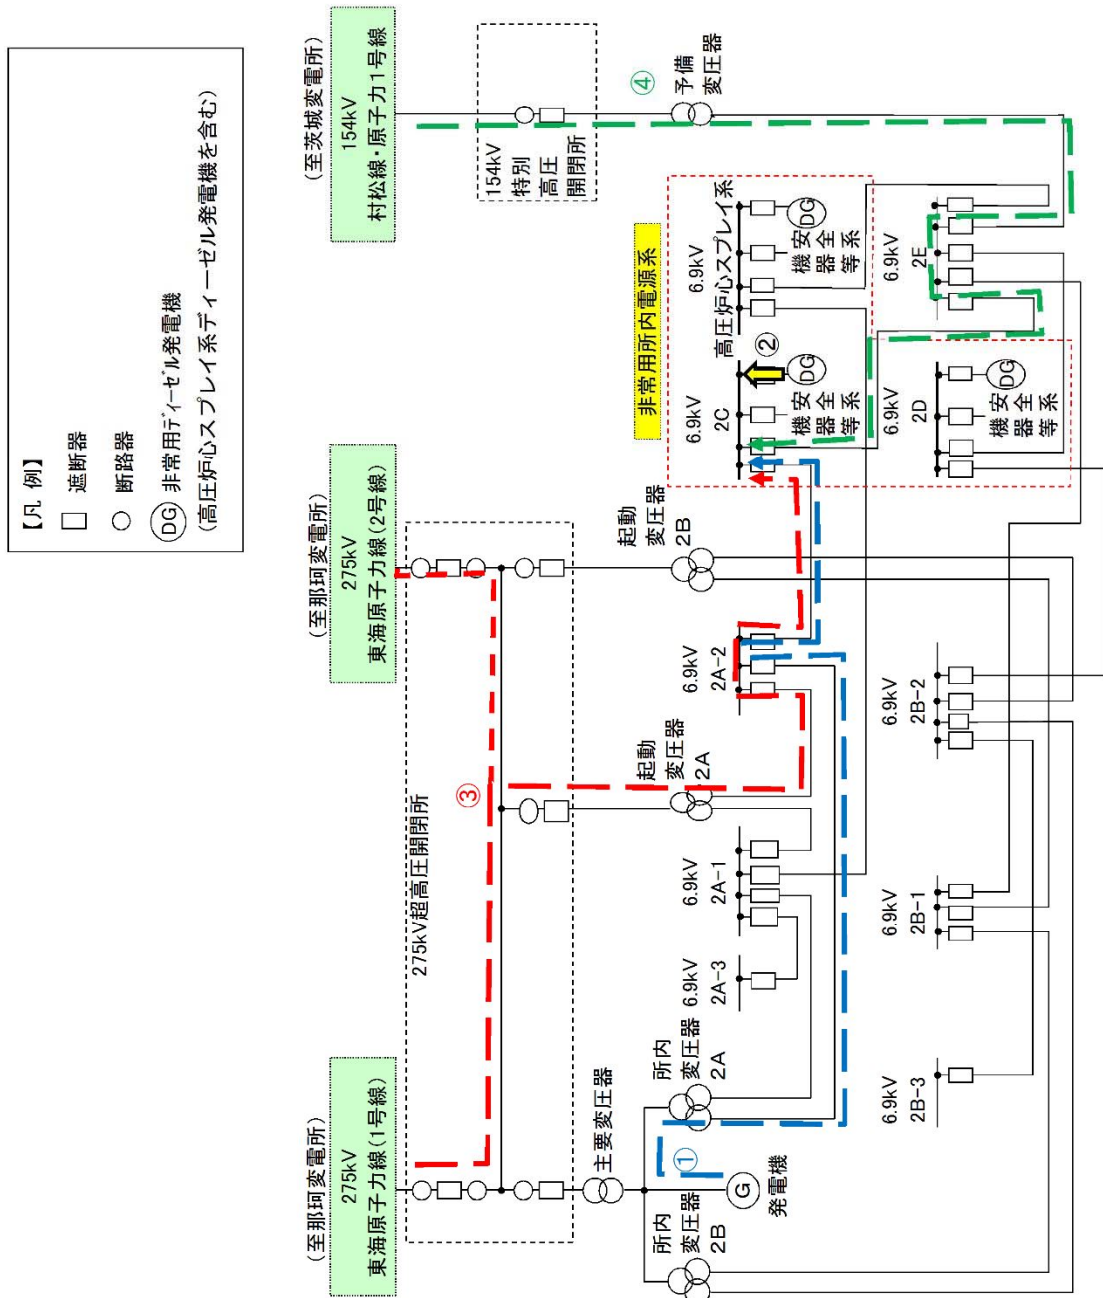 【凡 例】
遮断器
断路器
DG 非常用ディーゼル発電機
(高圧炉心スプレイ系ディーゼル発電機を含む)
(至那珂変電所)
275kV
東海原子力線(1号線)
(至那珂変電所)
275kV
東海原子力線(2号線)
(至茨城変電所)
154kV
村松線・原子力1号線
275kV超高圧開閉所
154kV
特別
高圧
開閉所
③
④
主要変圧器
起動
変圧器
2A
起動
変圧器
2B
予備
変圧器
所内
変圧器
2B
①
G
発電機
所内
変圧器
2A
6.9kV
2A-3
6.9kV
2A-1
6.9kV
2A-2
非常用所内電源系
6.9kV
2C
②
DG
安全系
機器等
6.9kV
高圧炉心スプレイ系
DG
安全系
機器等
6.9kV
2B-3
6.9kV
2B-1
6.9kV
2B-2
6.9kV
2D
DG
安全系
機器等
6.9kV
2E